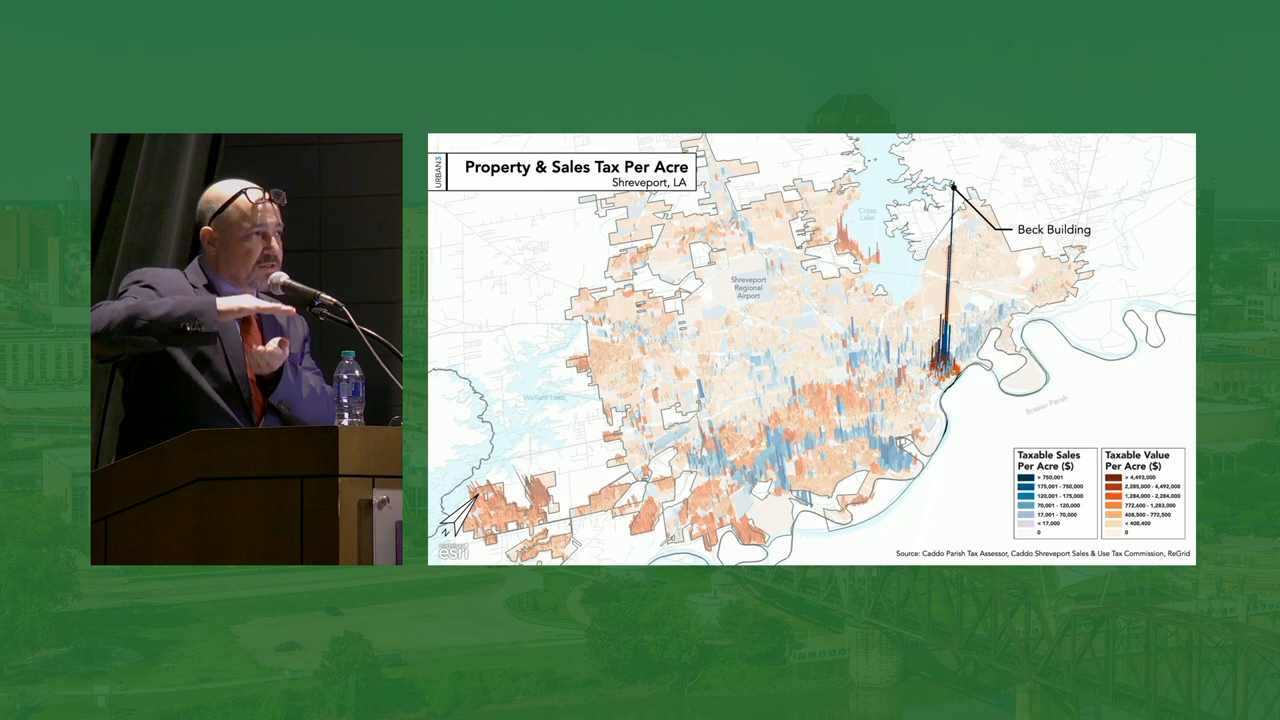 URBAN3
Property & Sales Tax Per Acre
Shreveport, LA
Cross
Lake
Beck Building
Shreveport
Regional
Airport
Wallace Lake
Bossier Parish
Taxable Sales
Per Acre ($)
> 750,001
175,001 - 750,000
120,001 - 175,000
70,001 - 120,000
17,001 - 70,000
< 17,000
0
Taxable Value
Per Acre ($)
> 4,493,000
2,285,000 - 4,492,000
1,284,000 - 2,284,000
772,600 - 1,283,000
408,500 - 772,500
< 408,400
0
esri
Source: Caddo Parish Tax Assessor, Caddo Shreveport Sales & Use Tax Commission, ReGrid